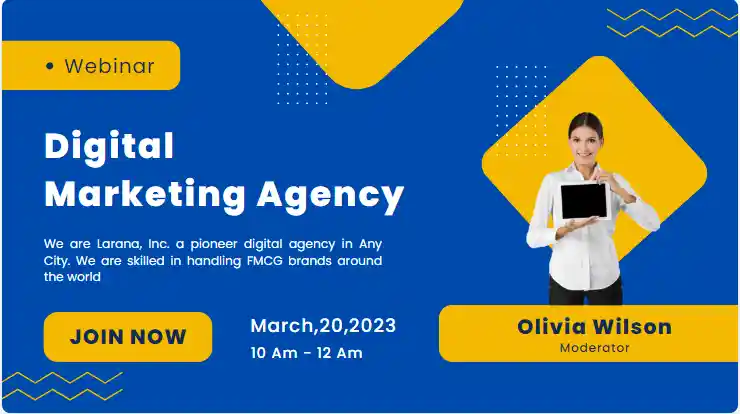 • Webinar
Digital
Marketing Agency
We are Larana, Inc. a pioneer digital agency in Any
City. We are skilled in handling FMCG brands around
the world
JOIN NOW
March,20,2023
10 Am - 12 Am
Olivia Wilson
Moderator